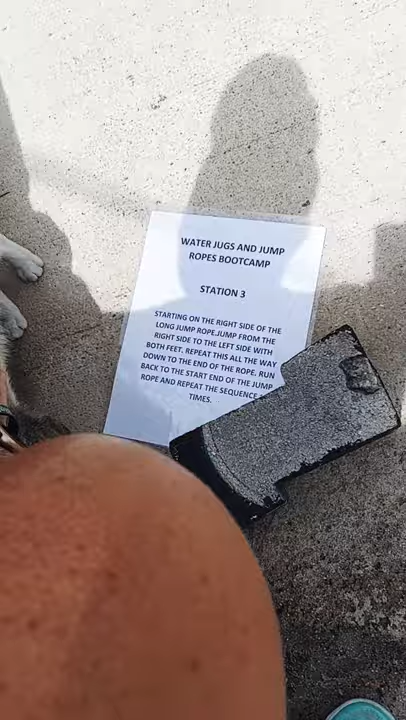 WATER JUGS AND JUMP
ROPES BOOTCAMP
STATION 3
STARTING ON THE RIGHT SIDE OF THE
LONG JUMP ROPE.JUMP FROM THE
RIGHT SIDE TO THE LEFT SIDE WITH
BOTH FEET. REPEAT THIS ALL THE WAY
DOWN TO THE END OF THE ROPE. RUN
BACK TO THE START END OF THE JUMP
ROPE AND REPEAT THE SEQUENCE
TIMES.